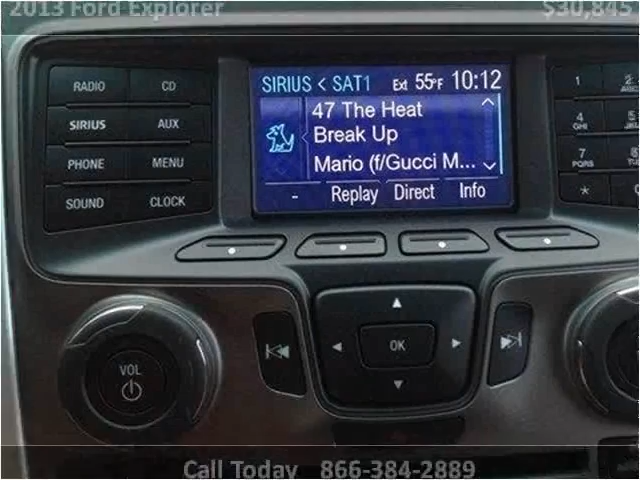 2013 Ford Explorer $30,845
RADIO CD
SIRIUS AUX
PHONE MENU
SOUND CLOCK
SIRIUS < SAT1 Ext 55°F 10:12
47 The Heat
Break Up
Mario (f/Gucci M...
- Replay Direct Info
1 2
4 GHI 5
7 PQRS 8
*
VOL
OK
Call Today 866-384-2889